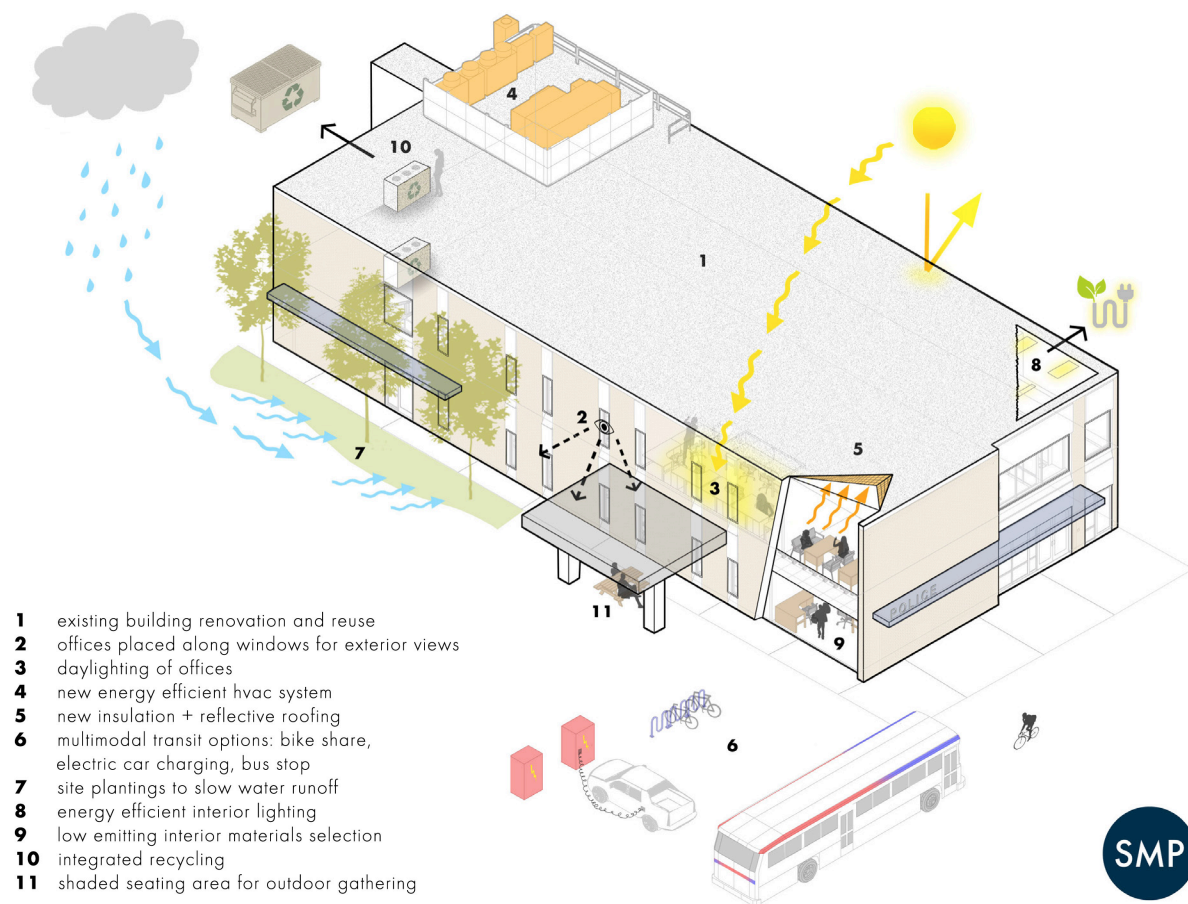 4
10
1
8
2
5
3
7
POLICE
11
9
6
1 existing building renovation and reuse
2 offices placed along windows for exterior views
3 daylighting of offices
4 new energy efficient hvac system
5 new insulation + reflective roofing
6 multimodal transit options: bike share,
electric car charging, bus stop
7 site plantings to slow water runoff
8 energy efficient interior lighting
9 low emitting interior materials selection
10 integrated recycling
11 shaded seating area for outdoor gathering
SMP